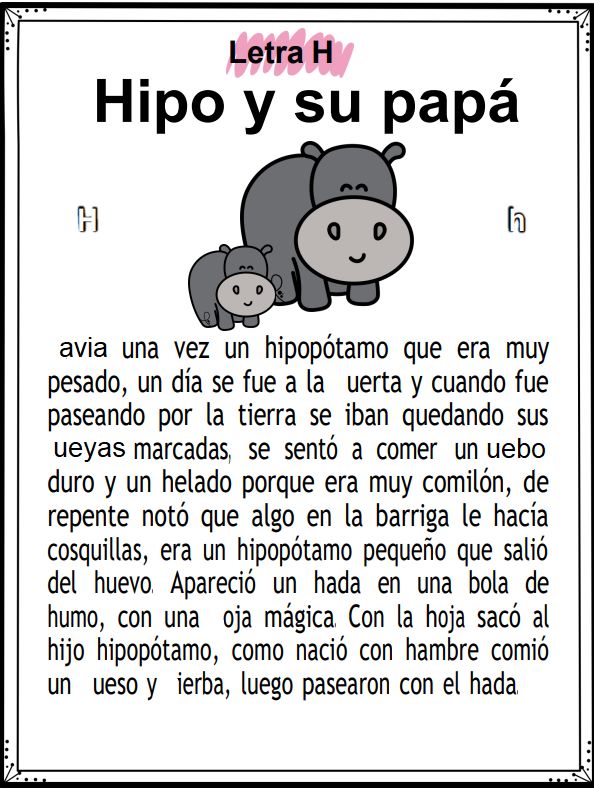 Letra H
Hipo y su papá
H h
avia una vez un hipopótamo que era muy
pesado, un día se fue a la uerta y cuando fue
paseando por la tierra se iban quedando sus
ueyas marcadas, se sentó a comer un uebo
duro y un helado porque era muy comilón, de
repente notó que algo en la barriga le hacía
cosquillas, era un hipopótamo pequeño que salió
del huevo. Apareció un hada en una bola de
humo, con una oja mágica. Con la hoja sacó al
hijo hipopótamo, como nació con hambre comió
un ueso y ierba, luego pasearon con el hada.